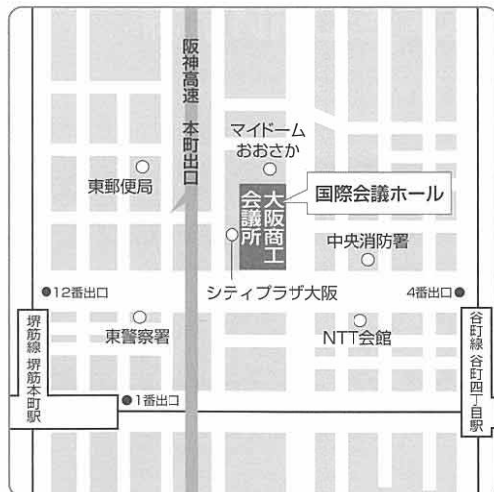 阪神高速 本町出口
マイドーム
おおさか
東郵便局
国際会議ホール
大阪商工
会議所
中央消防署
シティプラザ大阪
●12番出口
4番出口●
東警察署
NTT会館
堺筋線 堺筋本町駅
谷町線 谷町四丁目駅
●1番出口